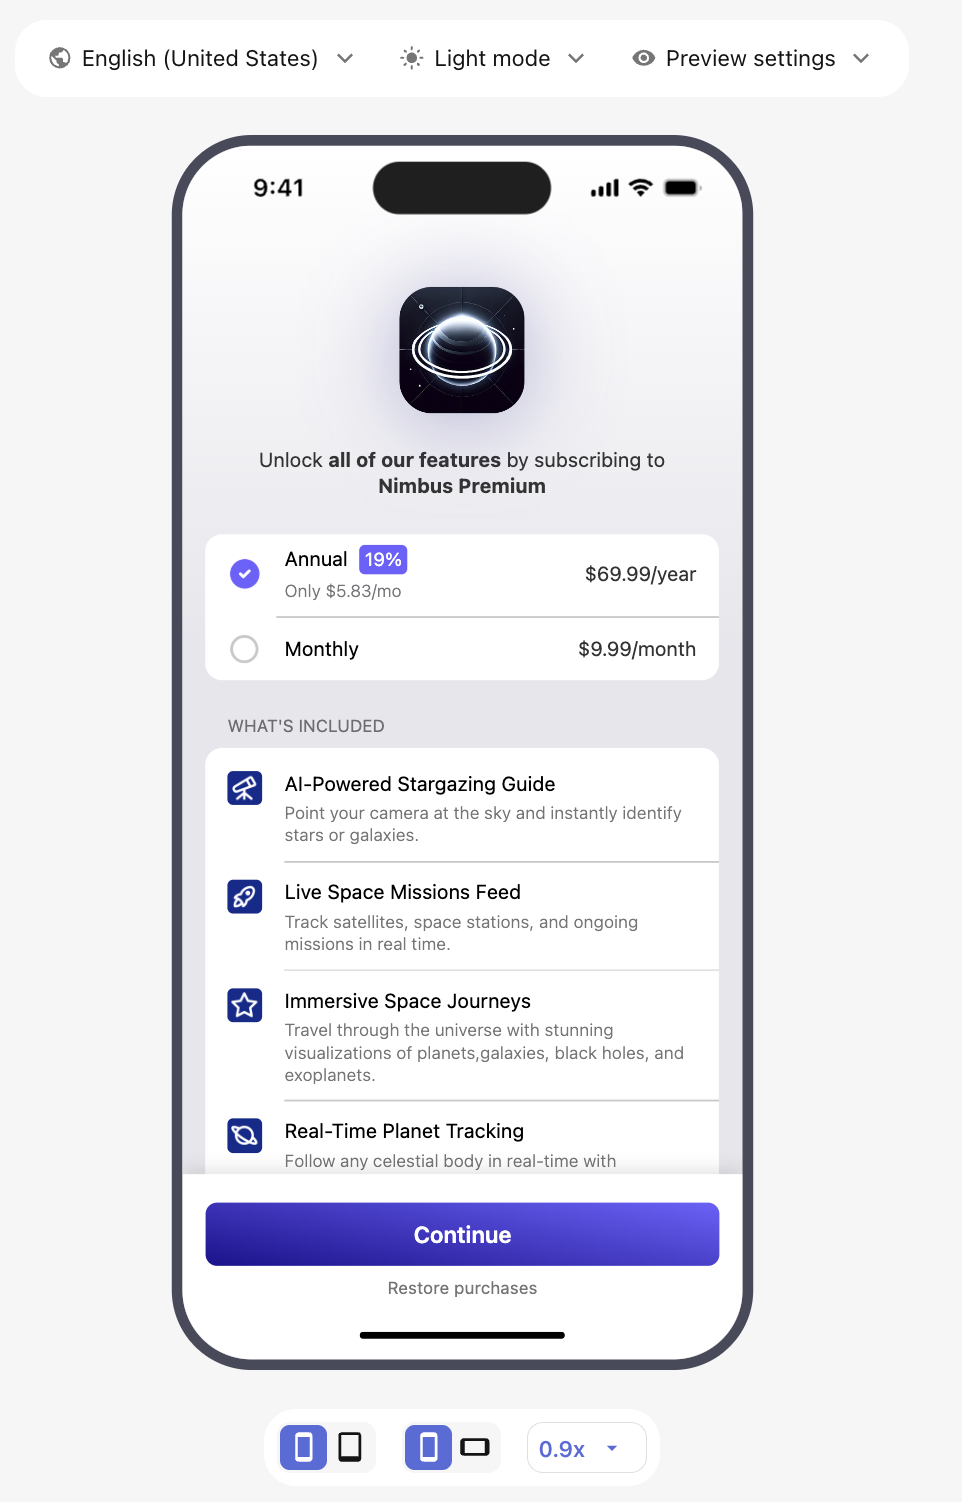 English (United States)
Light mode
Preview settings
9:41
Unlock all of our features by subscribing to
Nimbus Premium
Annual 19%
Only $5.83/mo
$69.99/year
Monthly
$9.99/month
WHAT'S INCLUDED
AI-Powered Stargazing Guide
Point your camera at the sky and instantly identify
stars or galaxies.
Live Space Missions Feed
Track satellites, space stations, and ongoing
missions in real time.
Immersive Space Journeys
Travel through the universe with stunning
visualizations of planets,galaxies, black holes, and
exoplanets.
Real-Time Planet Tracking
Follow any celestial body in real-time with
Continue
Restore purchases
0.9x